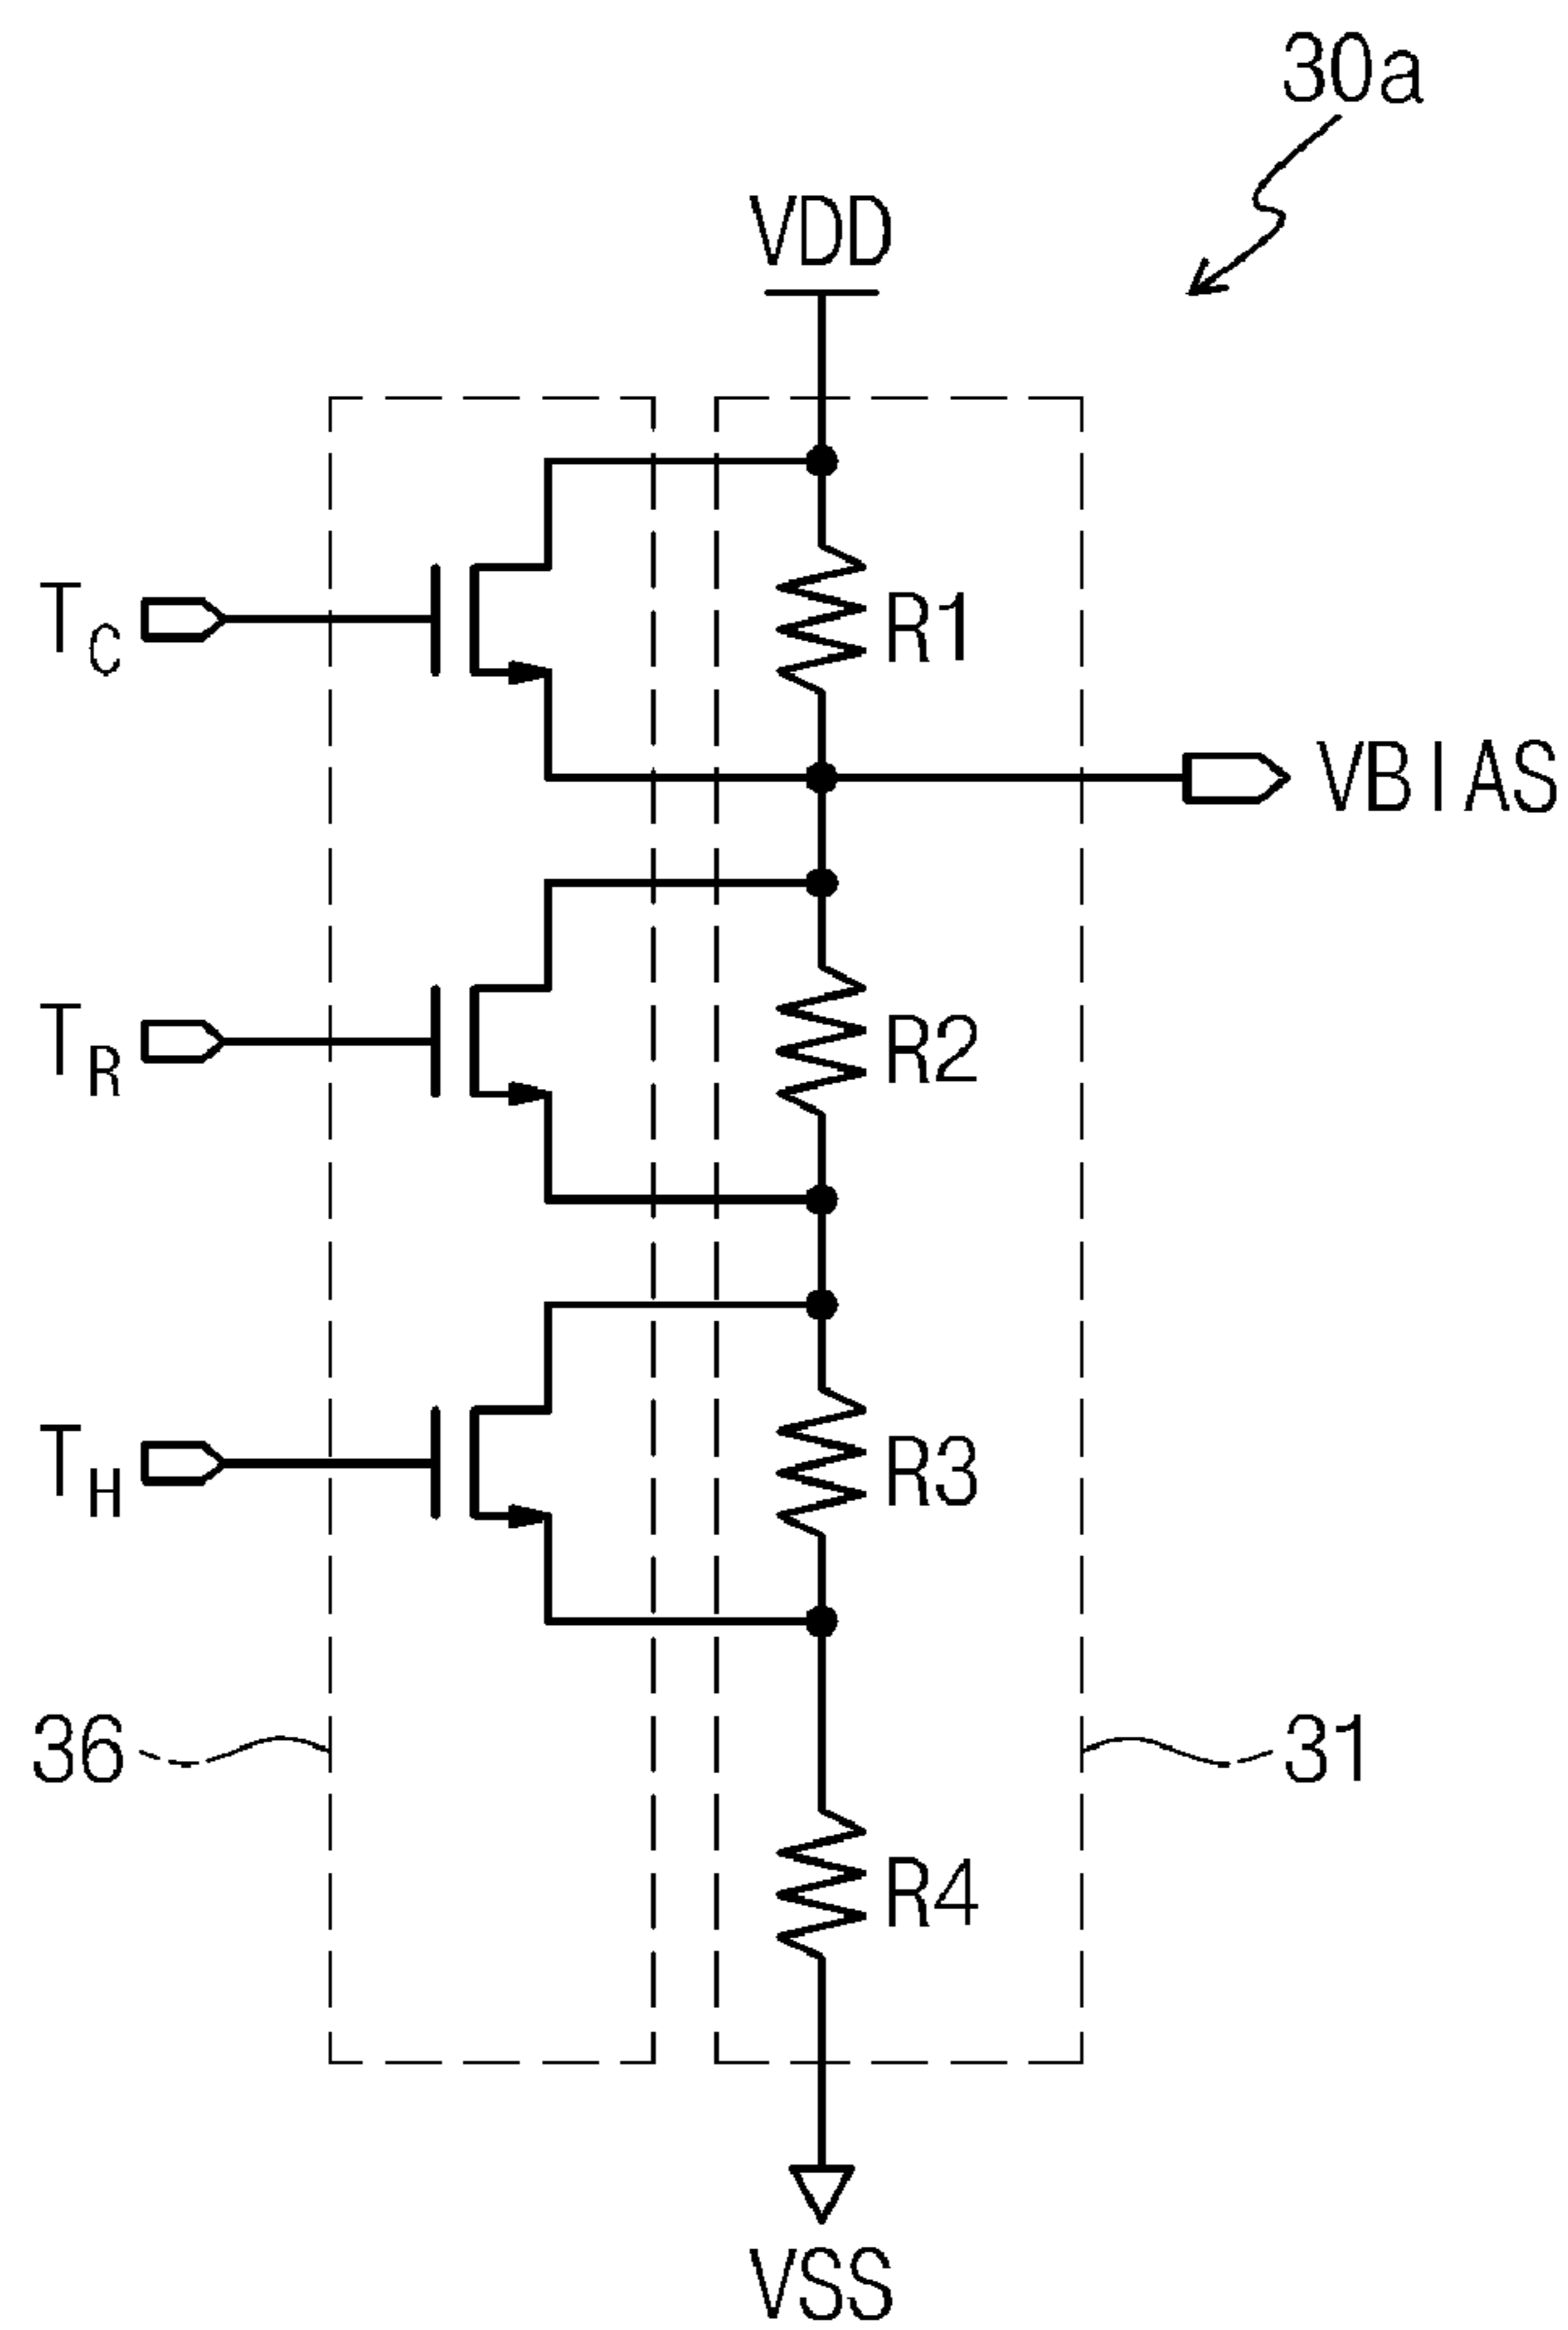 30a
VDD
T_C
R1
VBIAS
T_R
R2
T_H
R3
36
31
R4
VSS